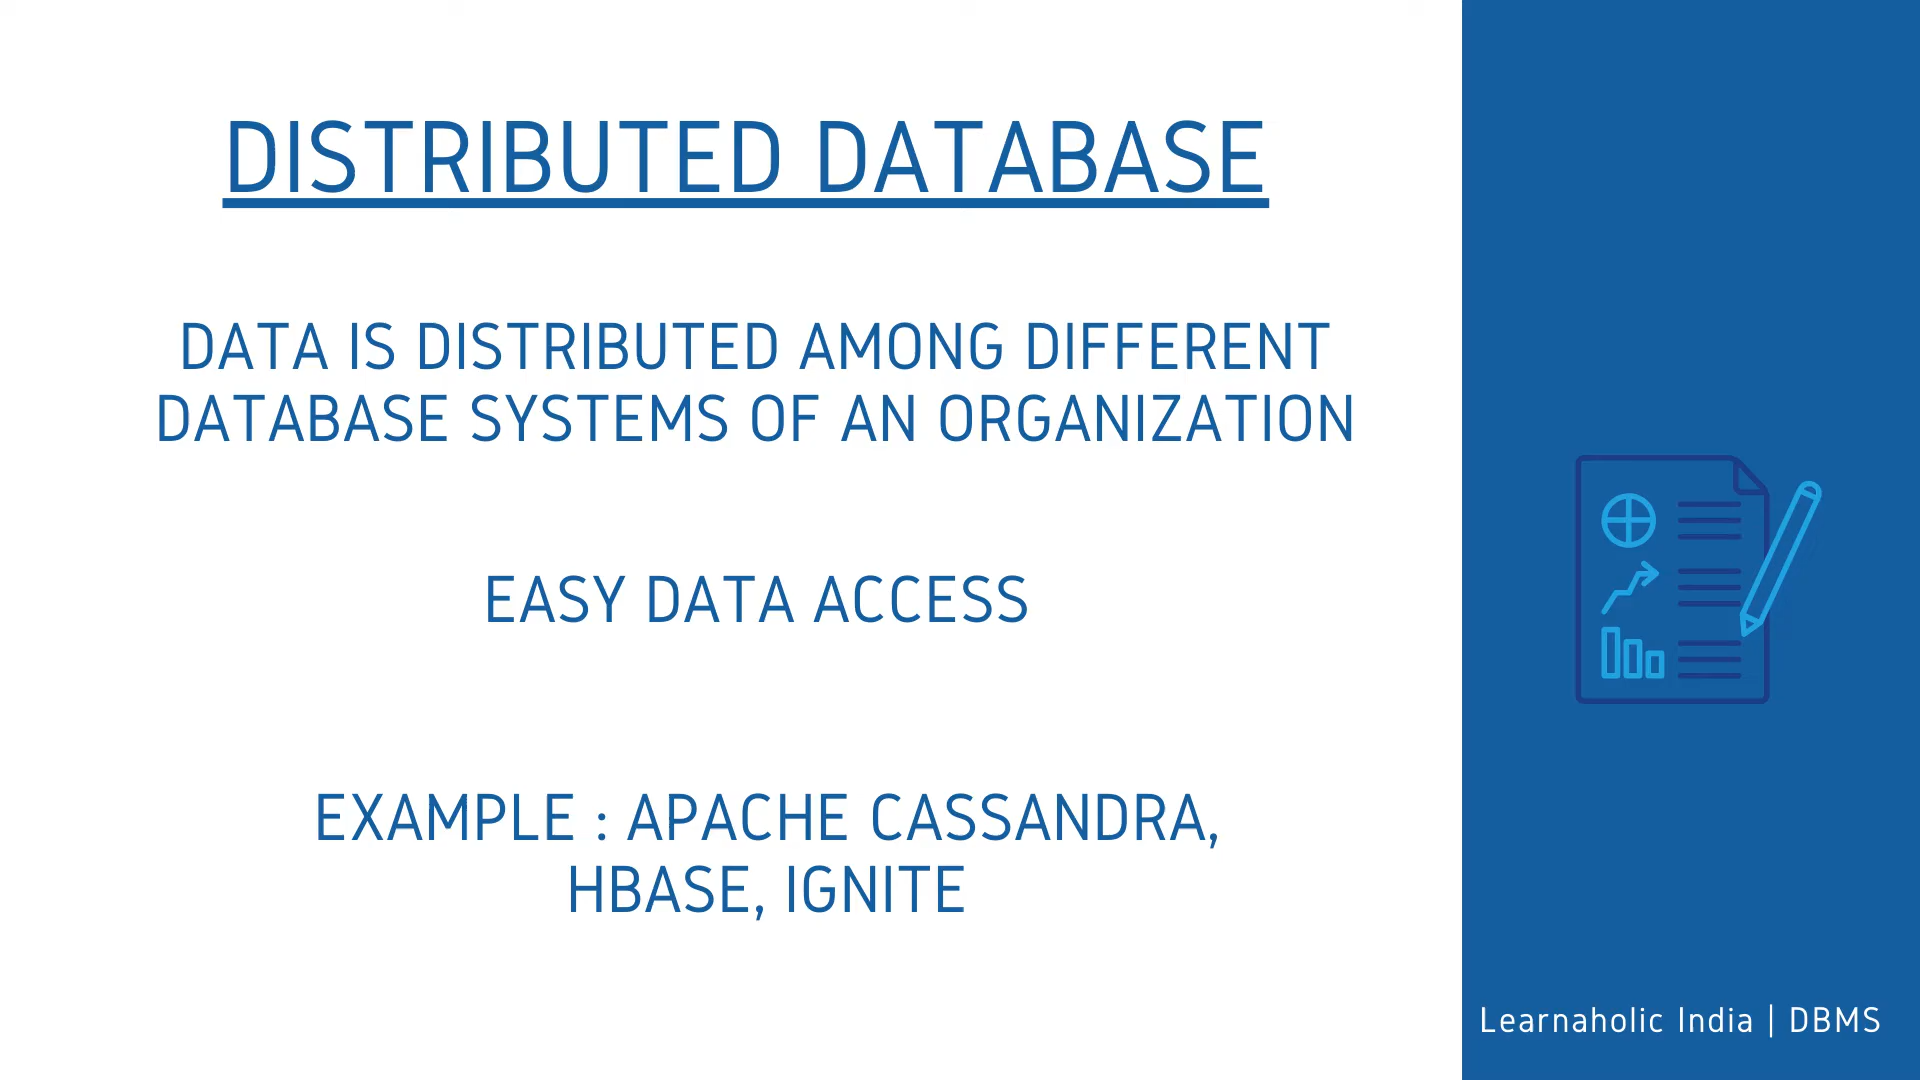 DISTRIBUTED DATABASE
DATA IS DISTRIBUTED AMONG DIFFERENT
DATABASE SYSTEMS OF AN ORGANIZATION
EASY DATA ACCESS
EXAMPLE : APACHE CASSANDRA,
HBASE, IGNITE
Learnaholic India | DBMS